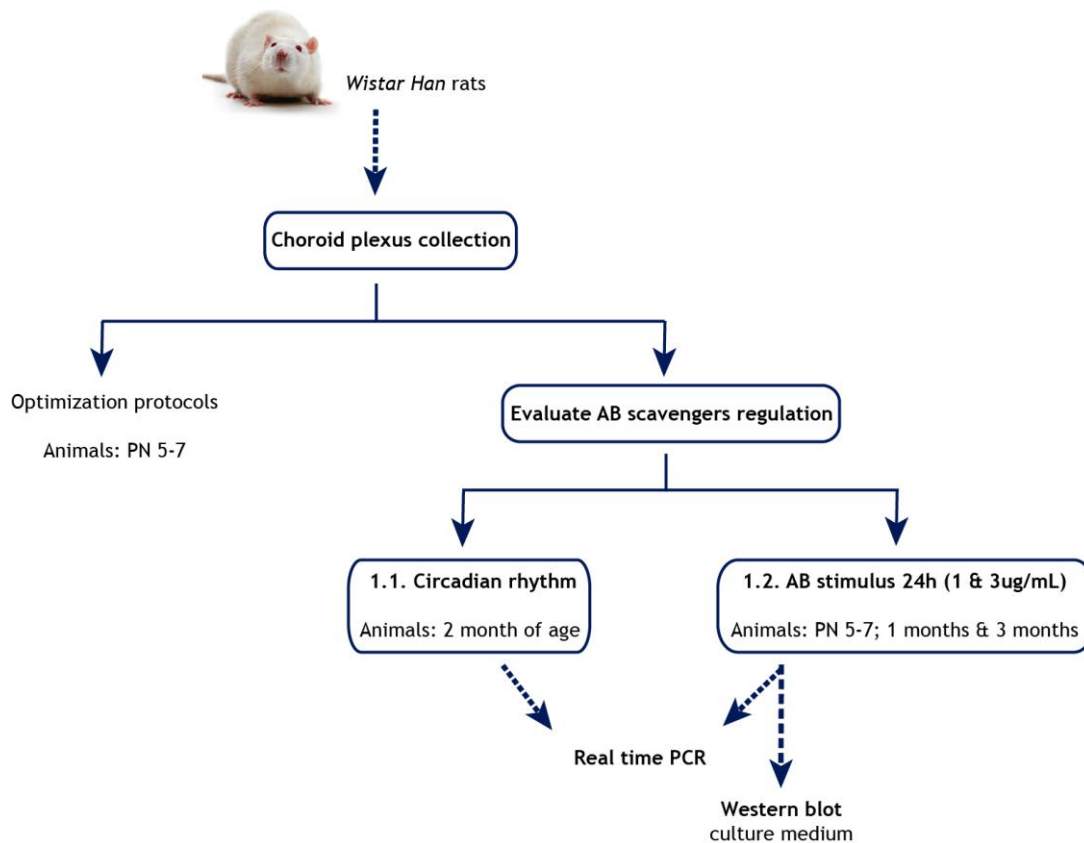 Wistar Han rats
Choroid plexus collection
Optimization protocols
Animals: PN 5-7
Evaluate AB scavengers regulation
1.1. Circadian rhythm
Animals: 2 month of age
1.2. AB stimulus 24h (1 & 3ug/mL)
Animals: PN 5-7; 1 months & 3 months
Real time PCR
Western blot
culture medium